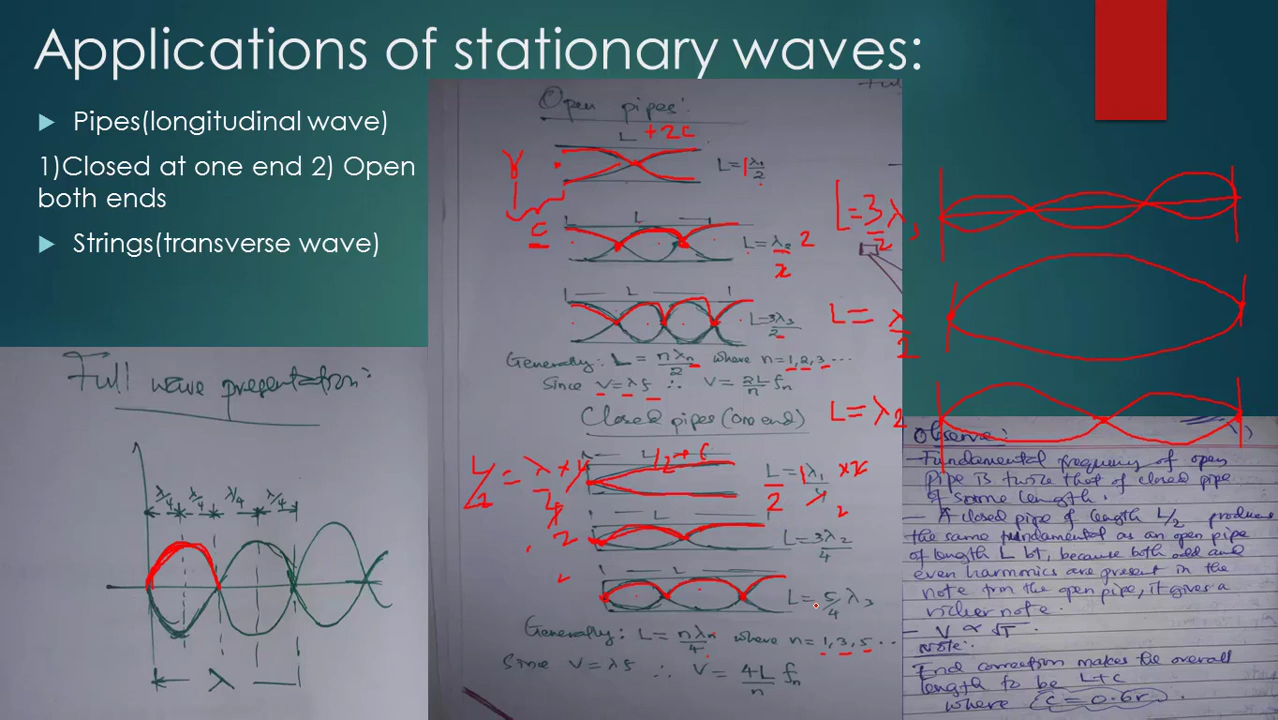 Applications of stationary waves:
Pipes(longitudinal wave)
1)Closed at one end 2) Open
both ends
Strings(transverse wave)
Full wave presentation:
λ/4 λ/4 λ/4 λ/4
λ
Open pipes:
L + 2c
L = 1λ₁/2
r
c
L
L = λ₂ 2
2
L
L = 3λ₃/2
Generally: L = nλₙ/2 where n = 1, 2, 3 ...
Since V = λf ∴ V = 2L/n fₙ
Closed pipes (one end)
L/2 + c
L/2 = 1λ₁
L
L = 3λ₂/4
L = 5/4 λ₃
Generally: L = nλₙ/4 where n = 1, 3, 5 ...
Since V = λf ∴ V = 4L/n fₙ
L = 3λ₃/2
L = λ/2
L = λ₂
Observe:
- Fundamental frequency of open
pipe is twice that of closed pipe
of same length.
- A closed pipe of length L/2 produces
the same fundamental as an open pipe
of length L bt, because both odd and
even harmonics are present in the
note frm the open pipe, it gives a
richer note.
- V ∝ √T.
Note:
End correction makes the overall
length to be L+c
where c = 0.6r.